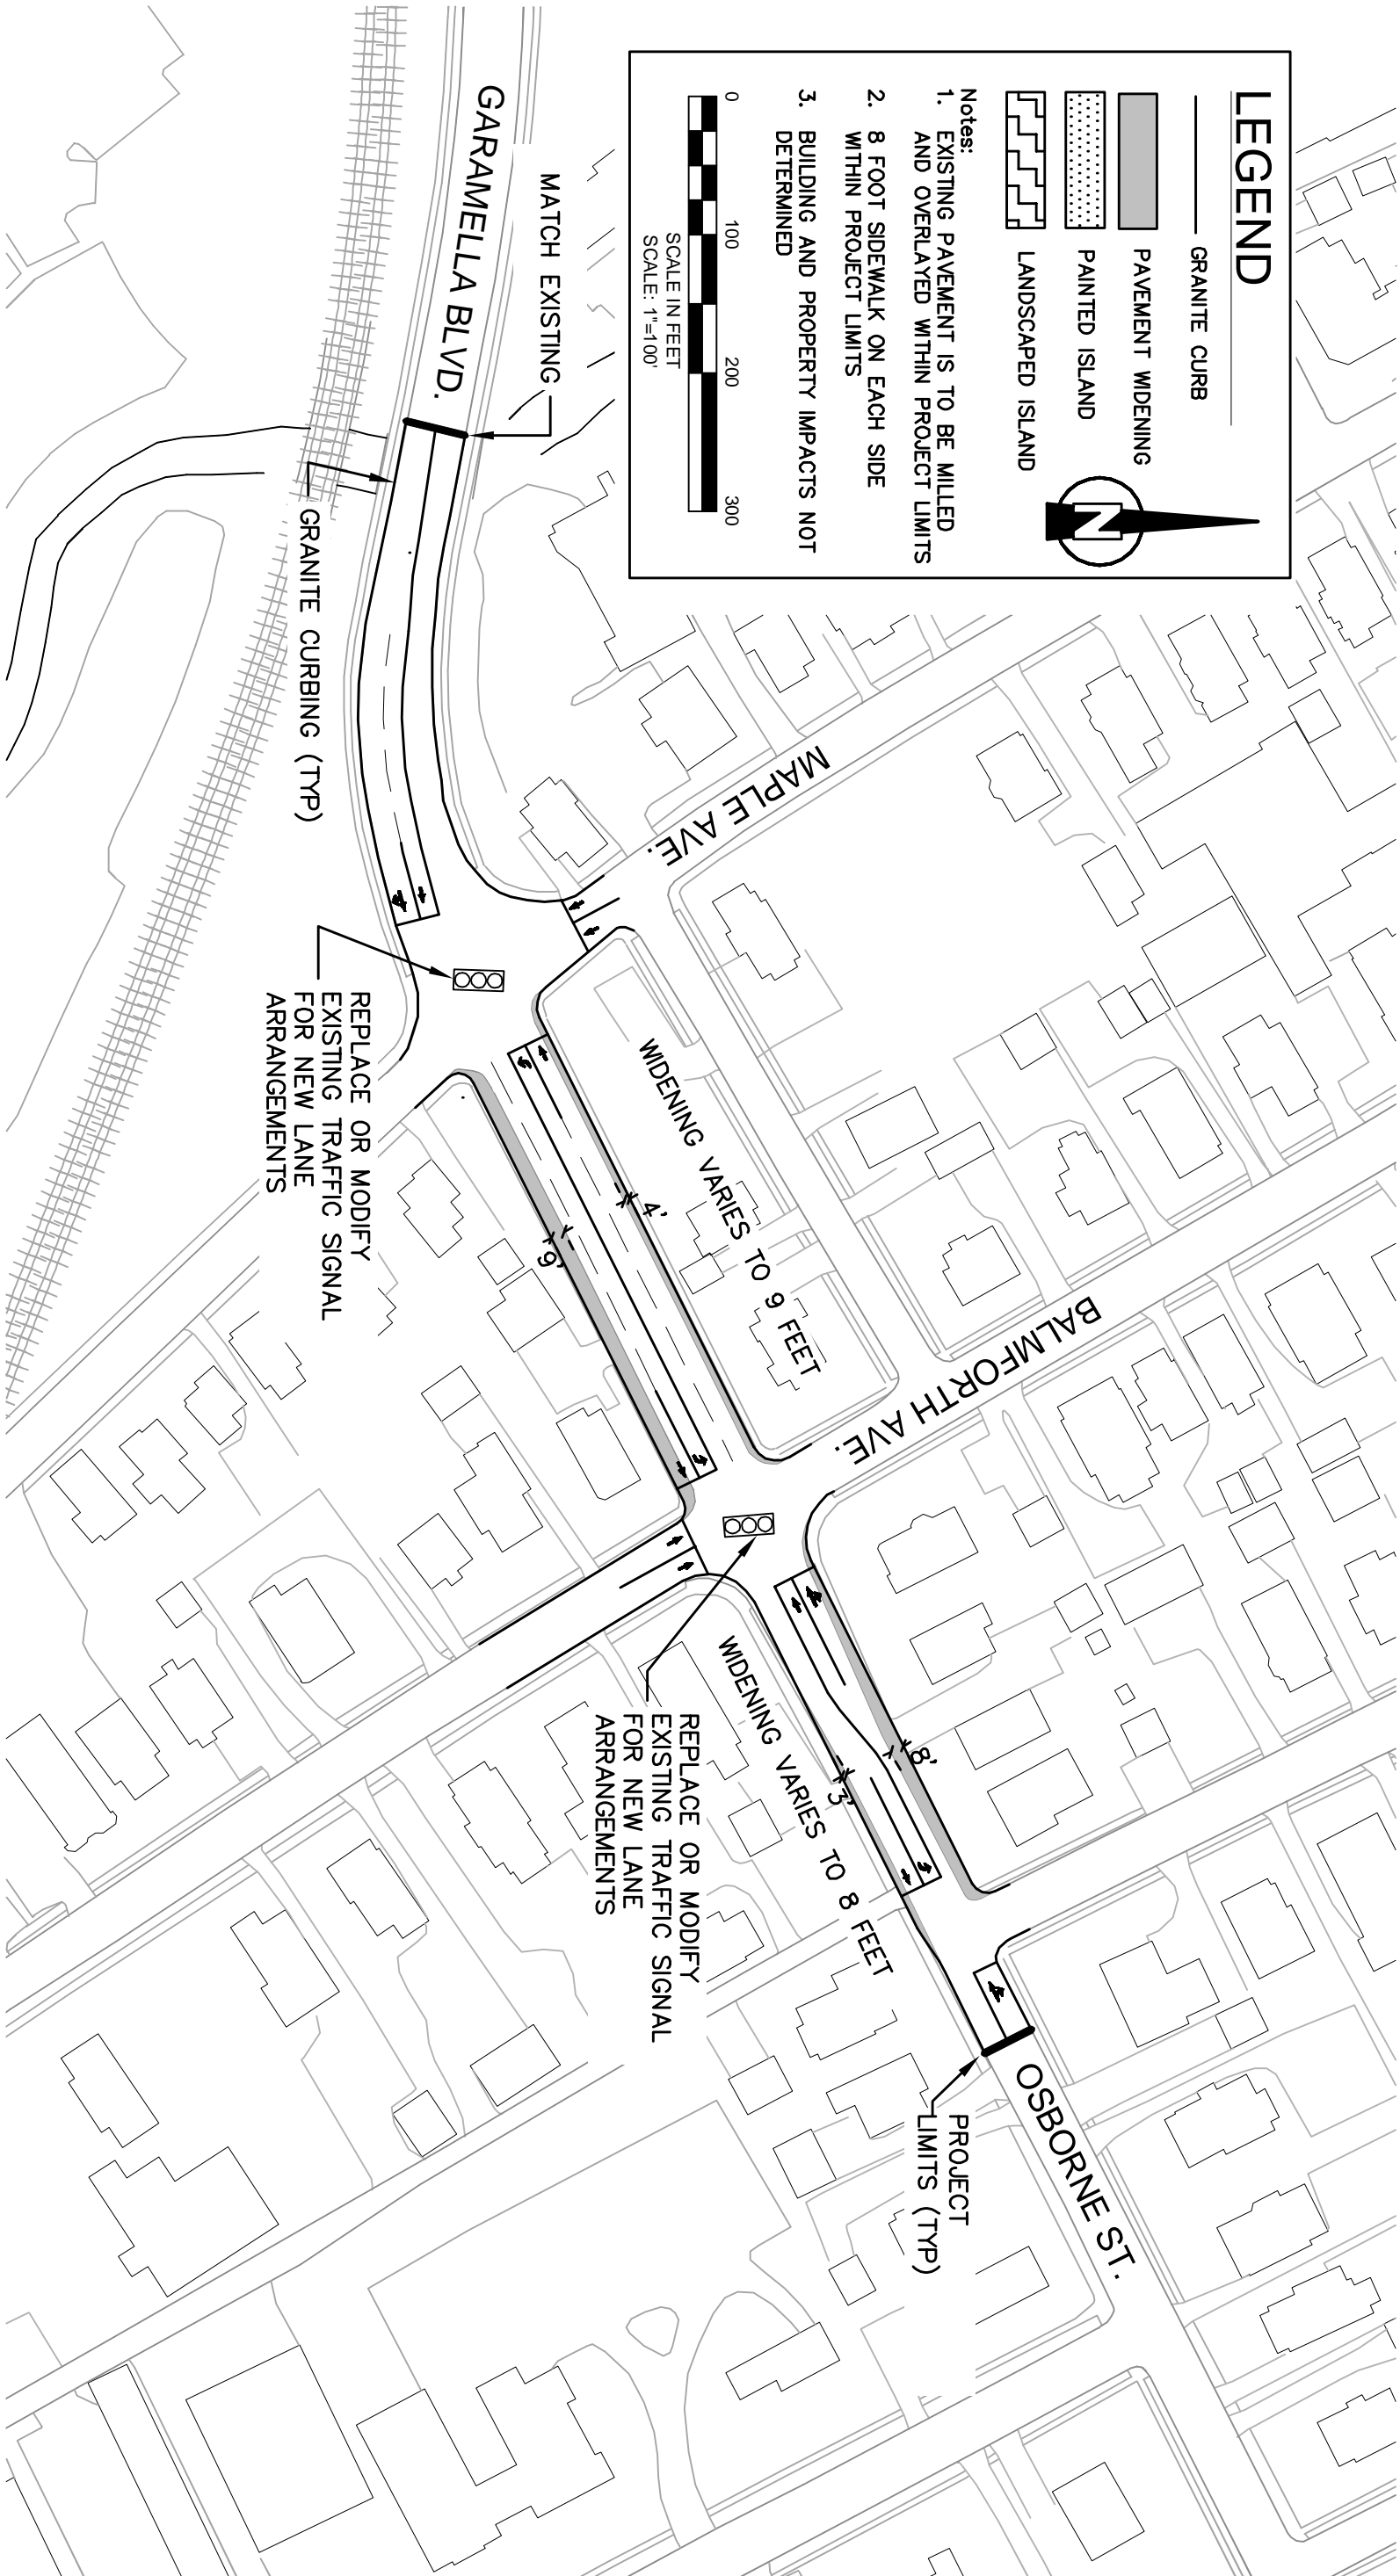 LEGEND
GRANITE CURB
PAVEMENT WIDENING
PAINTED ISLAND
LANDSCAPED ISLAND
N
Notes:
1. EXISTING PAVEMENT IS TO BE MILLED
AND OVERLAYED WITHIN PROJECT LIMITS
2. 8 FOOT SIDEWALK ON EACH SIDE
WITHIN PROJECT LIMITS
3. BUILDING AND PROPERTY IMPACTS NOT
DETERMINED
0 100 200 300
SCALE IN FEET
SCALE: 1"=100'
GARAMELLA BLVD.
MATCH EXISTING
GRANITE CURBING (TYP)
MAPLE AVE.
REPLACE OR MODIFY
EXISTING TRAFFIC SIGNAL
FOR NEW LANE
ARRANGEMENTS
WIDENING VARIES TO 9 FEET
4'
9'
BALMFORTH AVE.
REPLACE OR MODIFY
EXISTING TRAFFIC SIGNAL
FOR NEW LANE
ARRANGEMENTS
WIDENING VARIES TO 8 FEET
8'
3'
PROJECT
LIMITS (TYP)
OSBORNE ST.